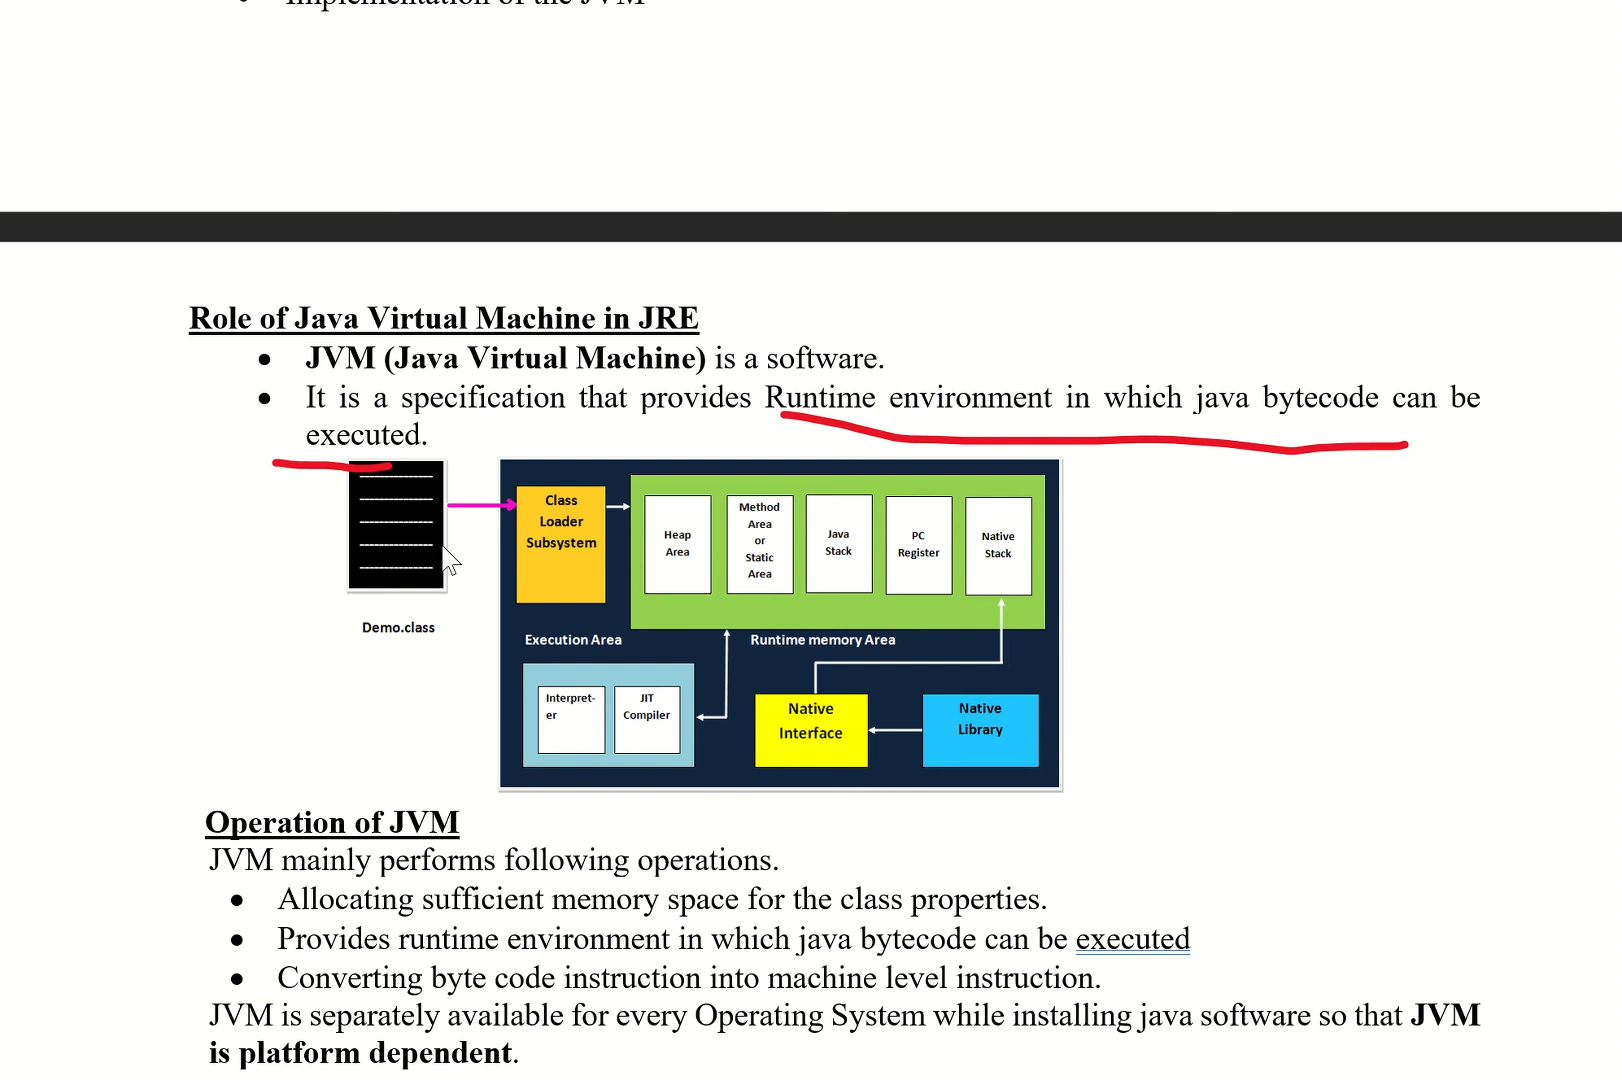 Implementation of the JVM
Role of Java Virtual Machine in JRE
JVM (Java Virtual Machine) is a software.
It is a specification that provides Runtime environment in which java bytecode can be
executed.
Demo.class
Class
Loader
Subsystem
Heap
Area
Method
Area
or
Static
Area
Java
Stack
PC
Register
Native
Stack
Execution Area
Runtime memory Area
Interpret-
er
JIT
Compiler
Native
Interface
Native
Library
Operation of JVM
JVM mainly performs following operations.
Allocating sufficient memory space for the class properties.
Provides runtime environment in which java bytecode can be executed
Converting byte code instruction into machine level instruction.
JVM is separately available for every Operating System while installing java software so that JVM
is platform dependent.